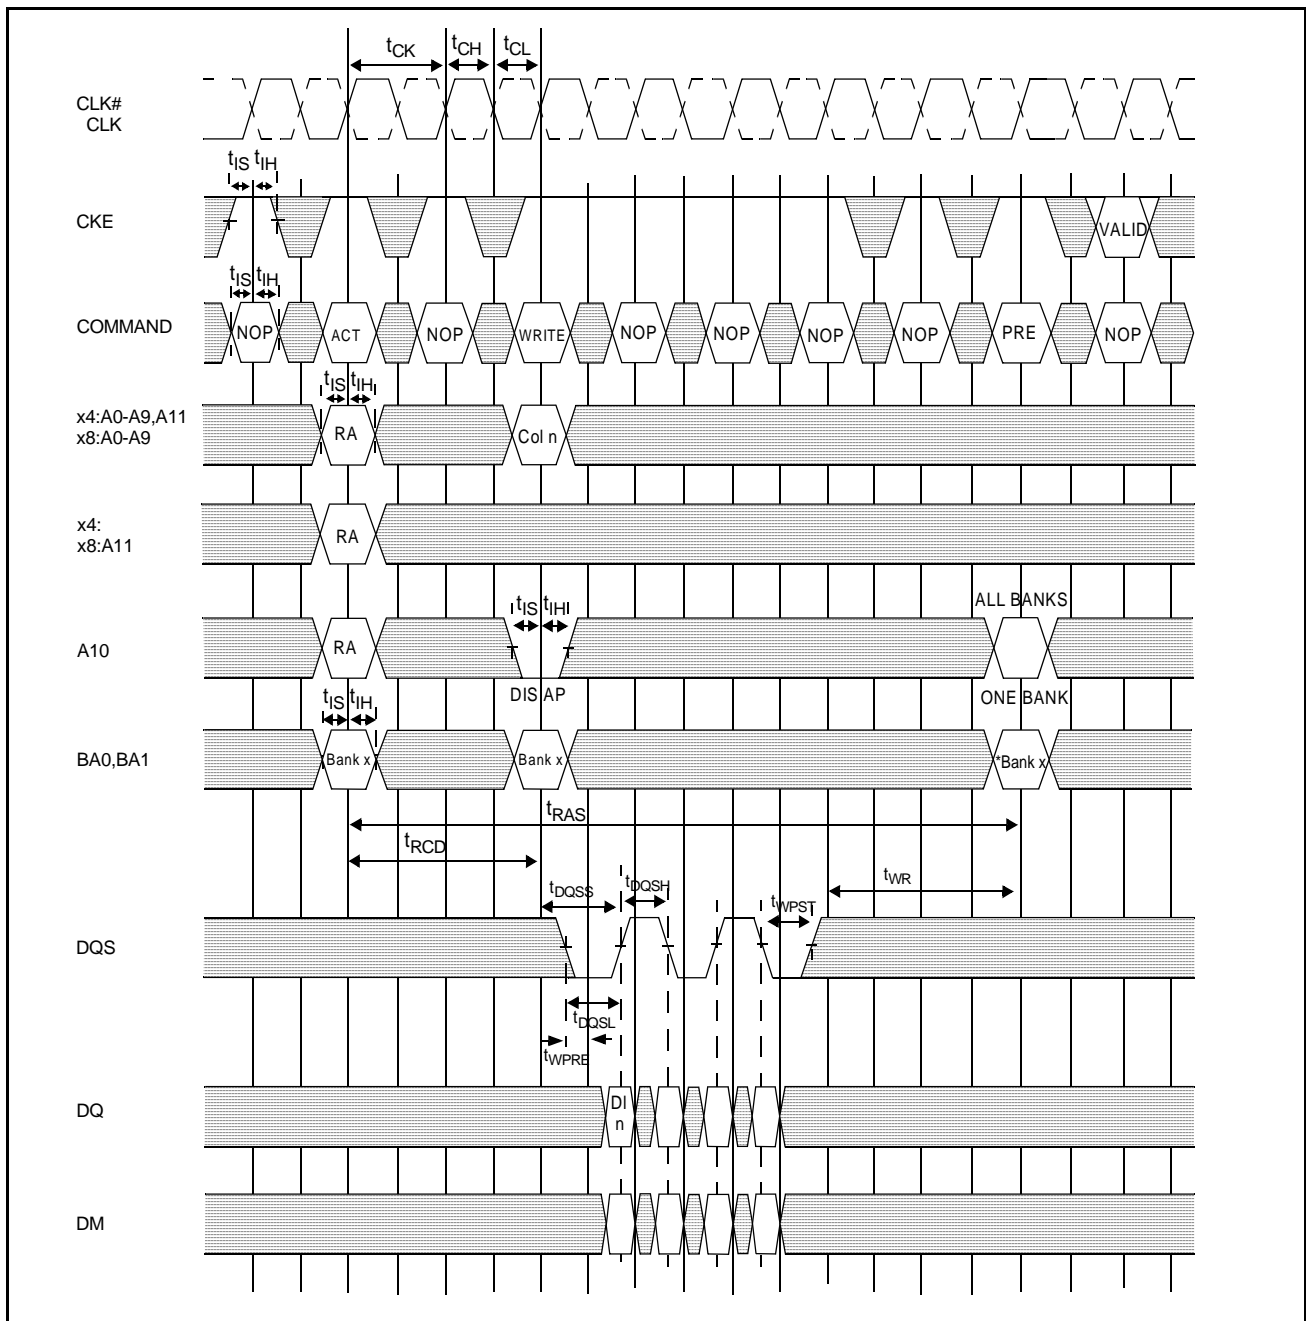 tCK tCH tCL
CLK#
CLK
tIS tIH
CKE
VALID
tIS tIH
COMMAND NOP ACT NOP WRITE NOP NOP NOP NOP PRE NOP
tIS tIH
x4:A0-A9,A11
x8:A0-A9
RA Col n
x4:
x8:A11
RA
tIS tIH
ALL BANKS
A10 RA
DIS AP
ONE BANK
tIS tIH
BA0,BA1 Bank x Bank x *Bank x
tRAS
tRCD
tDQSS tDQSH tWPST tWR
DQS
tDQSL
tWPRE
DQ
DI
n
DM